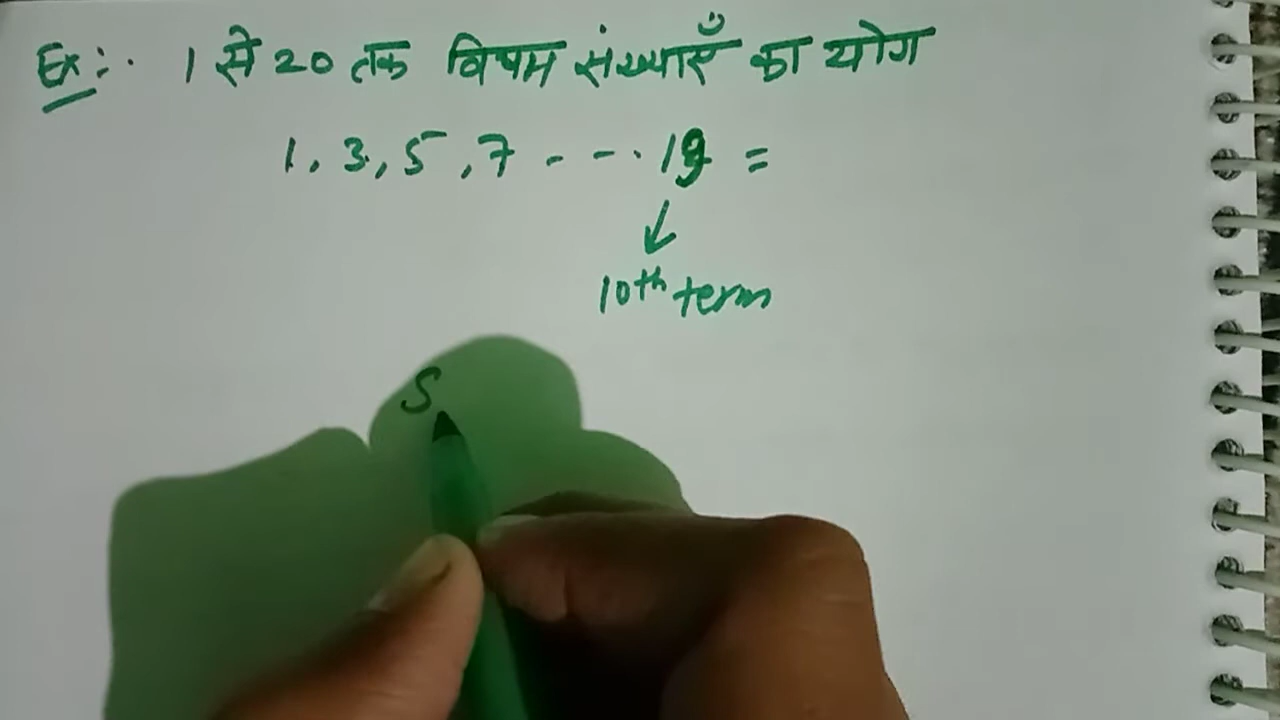 Ex:-. 1 से 20 तक विषम संख्याएँ का योग
1, 3, 5, 7 - - -. 19 =
↓
10th term
S